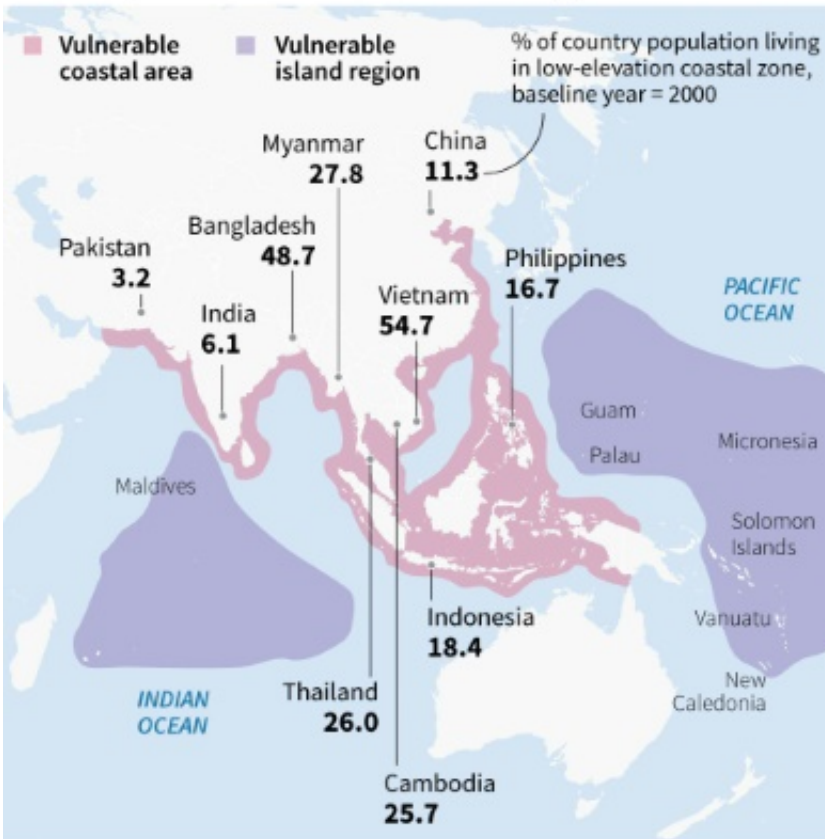 Vulnerable
coastal area
Vulnerable
island region
% of country population living
in low-elevation coastal zone,
baseline year = 2000
Myanmar
27.8
China
11.3
Bangladesh
48.7
Pakistan
3.2
India
6.1
Vietnam
54.7
Philippines
16.7
PACIFIC
OCEAN
Guam
Palau
Micronesia
Maldives
Solomon
Islands
Indonesia
18.4
Vanuatu
New
Caledonia
INDIAN
OCEAN
Thailand
26.0
Cambodia
25.7